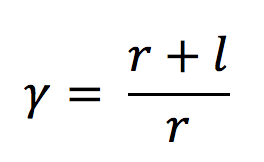 γ = (r + l) / r